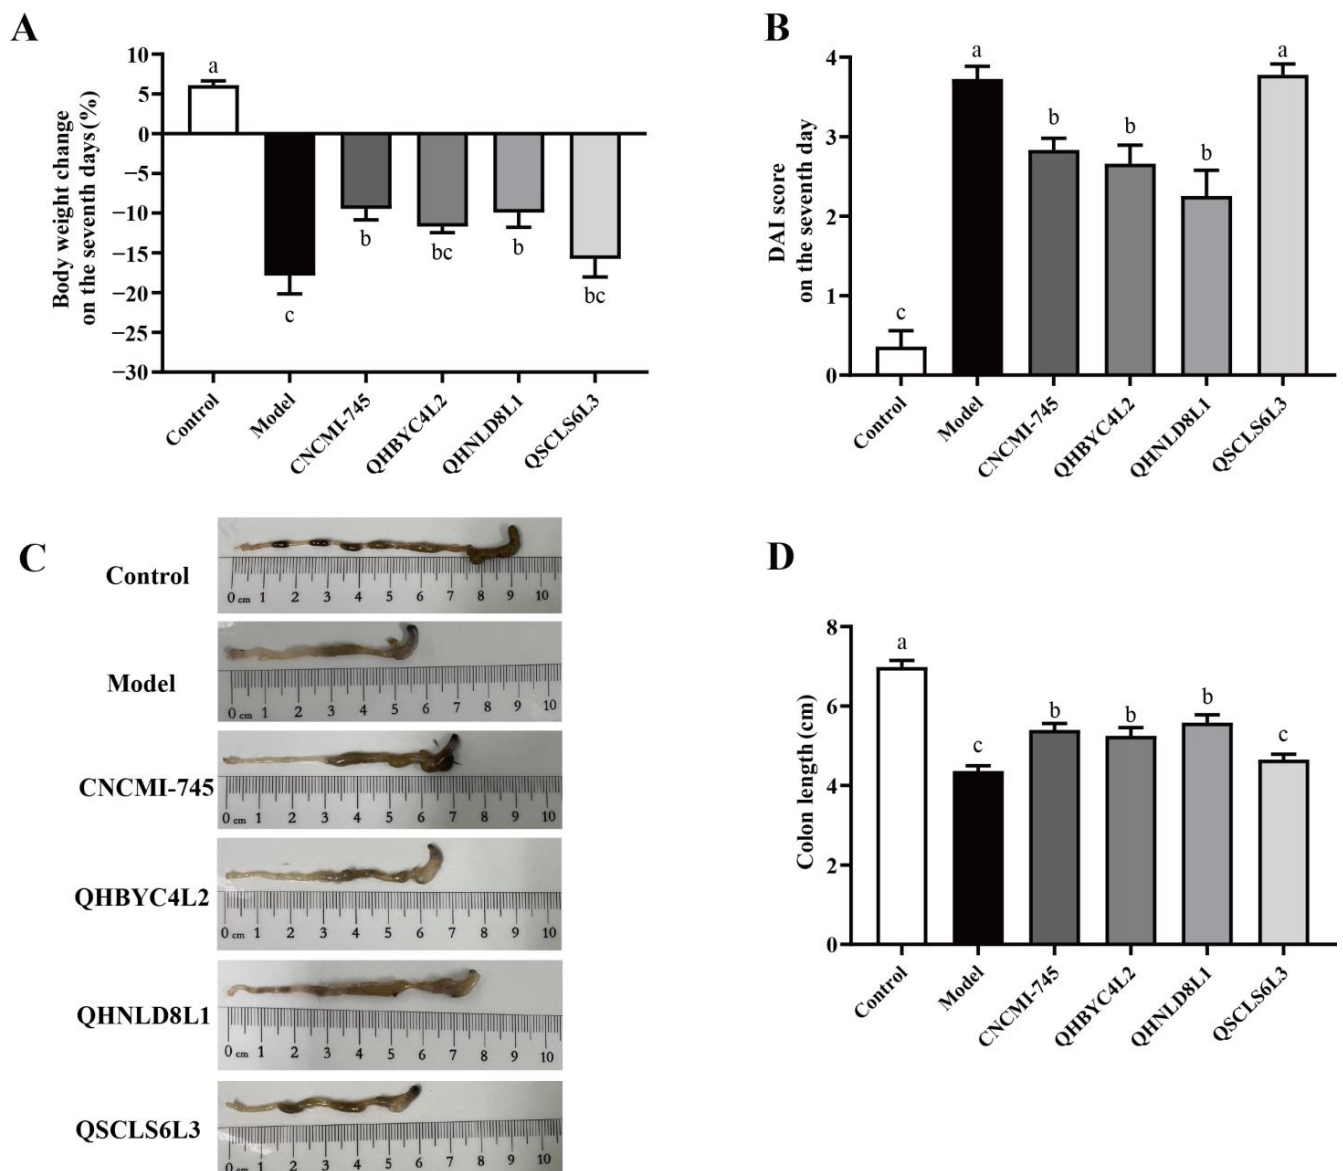 A
Body weight change
on the seventh days (%)
10
5
0
−5
−10
−15
−20
−25
−30
a
c
b
bc
b
bc
Control
Model
CNCMI-745
QHBYC4L2
QHNLD8L1
QSCLS6L3
B
DAI score
on the seventh day
4
3
2
1
0
c
a
b
b
b
a
Control
Model
CNCMI-745
QHBYC4L2
QHNLD8L1
QSCLS6L3
C
Control
0 cm 1 2 3 4 5 6 7 8 9 10
Model
0 cm 1 2 3 4 5 6 7 8 9 10
CNCMI-745
0 cm 1 2 3 4 5 6 7 8 9 10
QHBYC4L2
0 cm 1 2 3 4 5 6 7 8 9 10
QHNLD8L1
0 cm 1 2 3 4 5 6 7 8 9 10
QSCLS6L3
0 cm 1 2 3 4 5 6 7 8 9 10
D
Colon length (cm)
8
6
4
2
0
a
c
b
b
b
c
Control
Model
CNCMI-745
QHBYC4L2
QHNLD8L1
QSCLS6L3